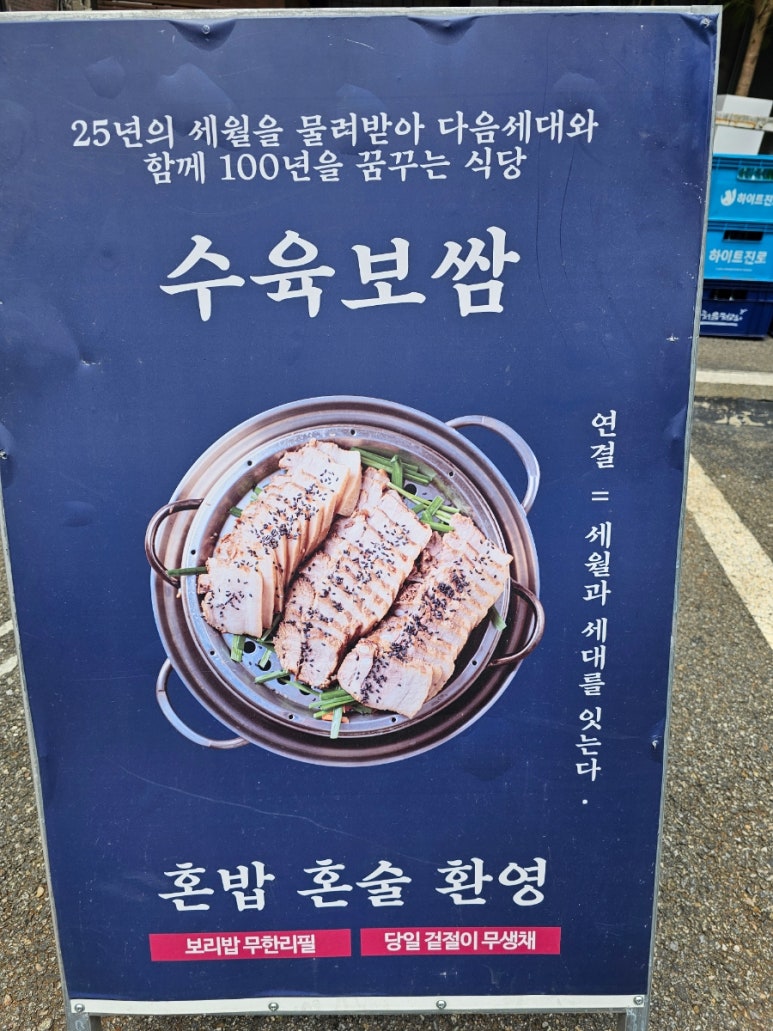 25년의 세월을 물려받아 다음세대와
함께 100년을 꿈꾸는 식당
수육보쌈
연결 = 세월과 세대를 잇는다.
혼밥 혼술 환영
보리밥 무한리필
당일 겉절이 무생채
하이트진
하이트진로